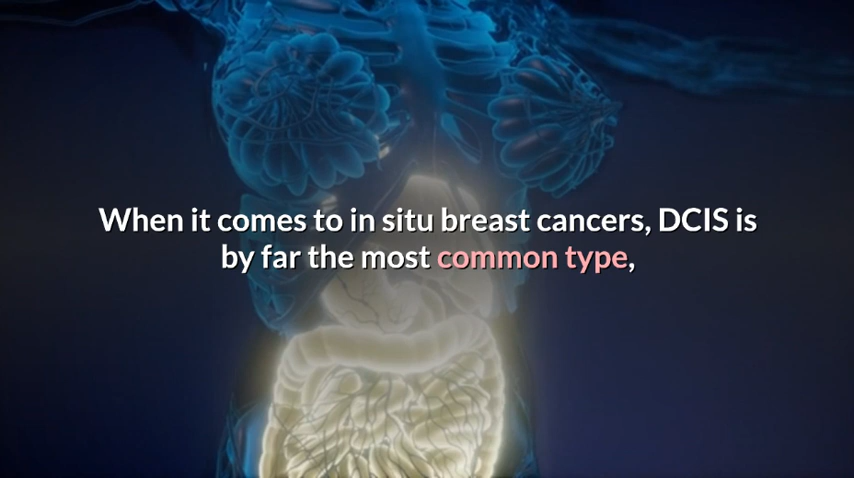 When it comes to in situ breast cancers, DCIS is
by far the most common type,